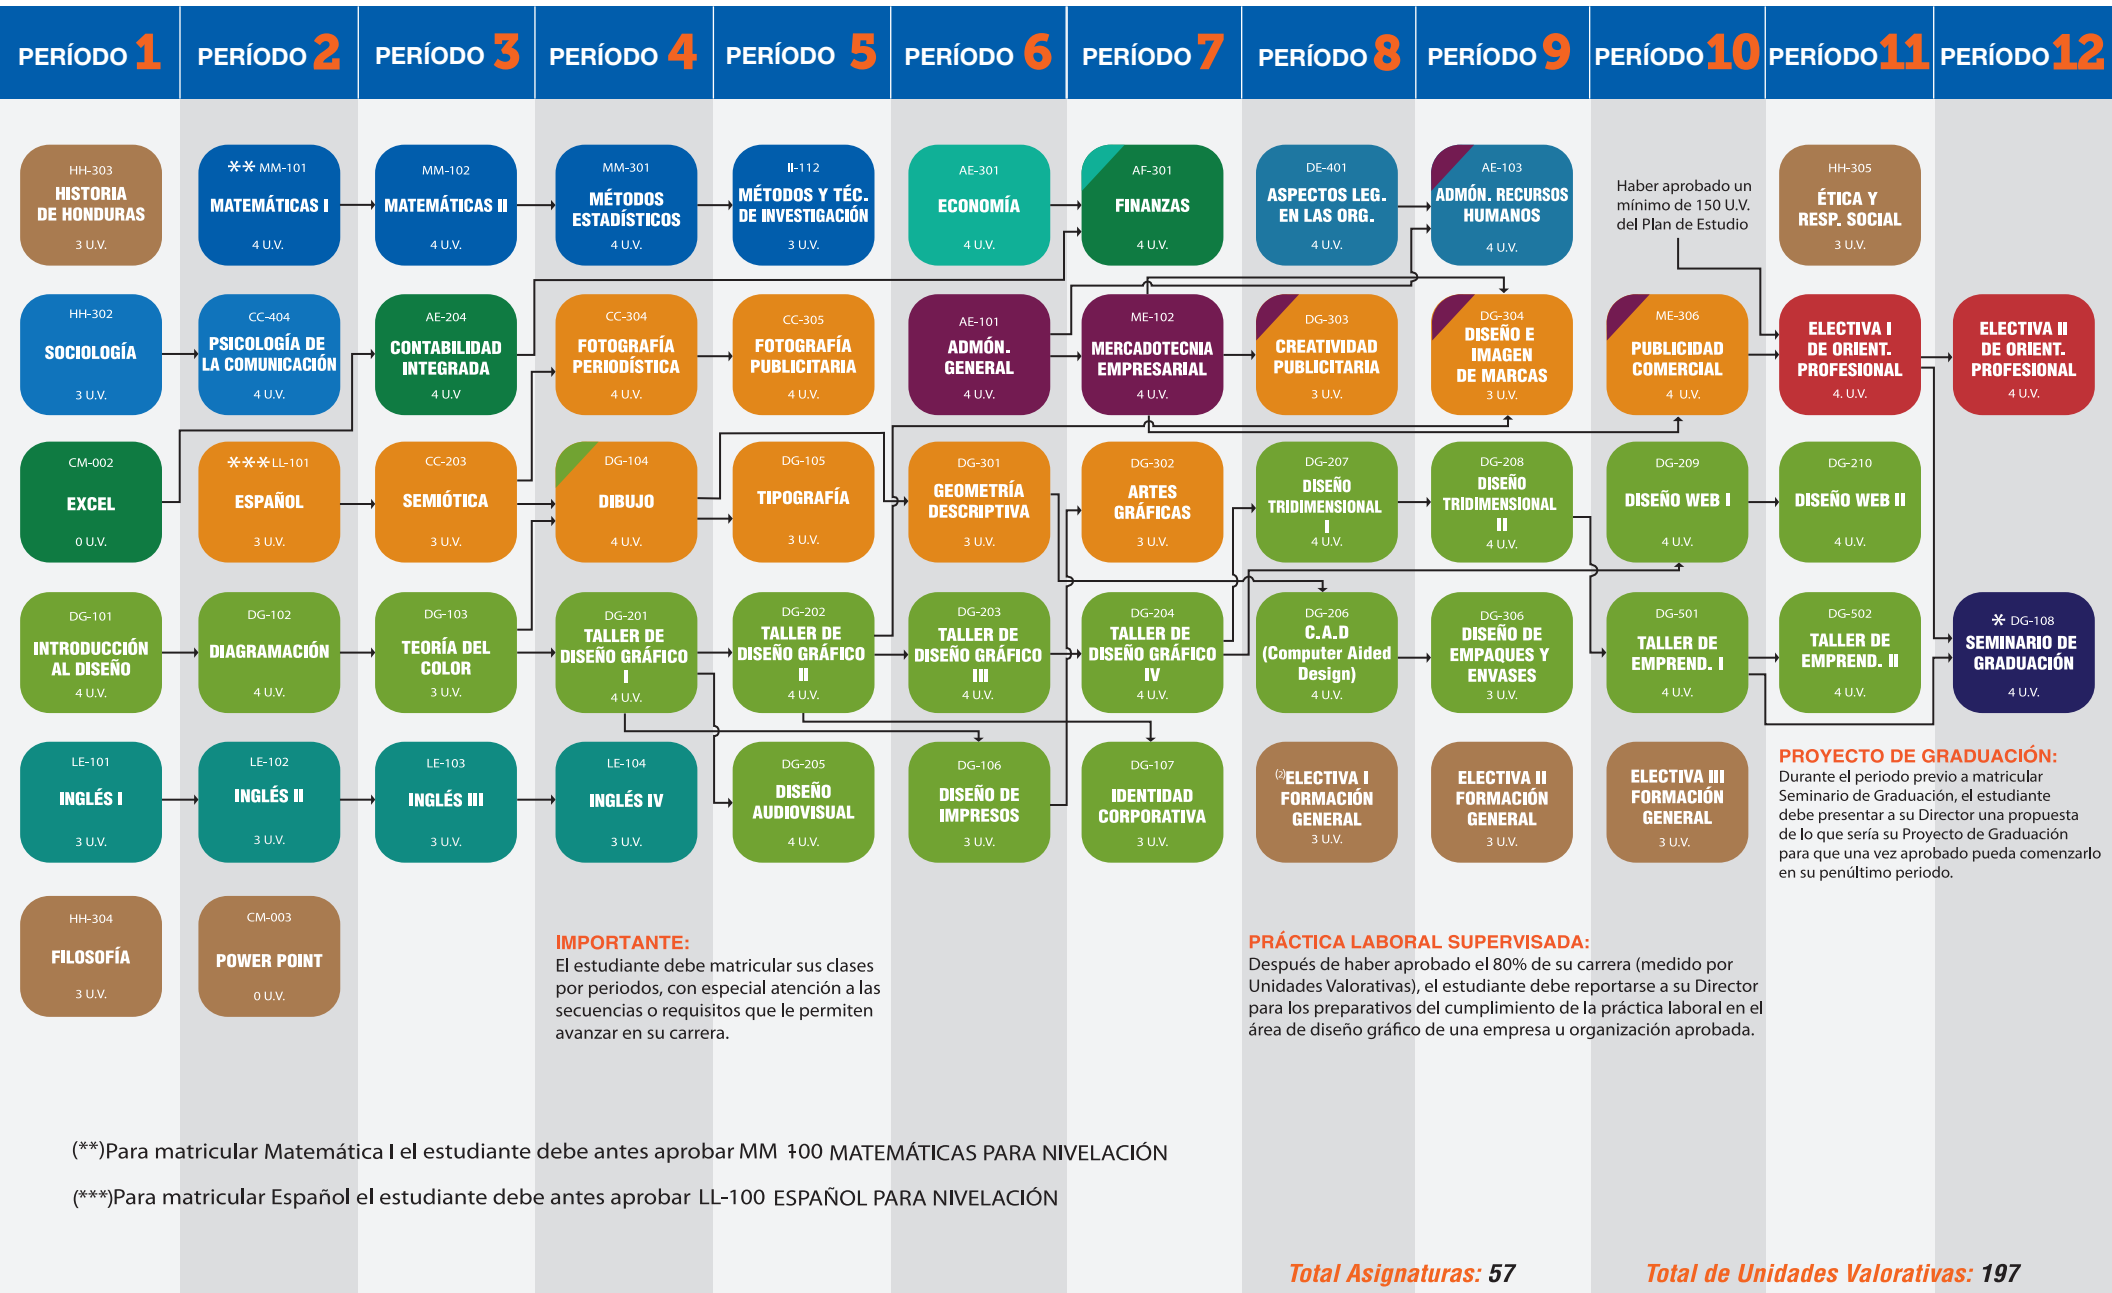 PERÍODO 1
PERÍODO 2
PERÍODO 3
PERÍODO 4
PERÍODO 5
PERÍODO 6
PERÍODO 7
PERÍODO 8
PERÍODO 9
PERÍODO 10
PERÍODO 11
PERÍODO 12
HH-303
HISTORIA
DE HONDURAS
3 U.V.
** MM-101
MATEMÁTICAS I
4 U.V.
MM-102
MATEMÁTICAS II
4 U.V.
MM-301
MÉTODOS
ESTADÍSTICOS
4 U.V.
II-112
MÉTODOS Y TÉC.
DE INVESTIGACIÓN
3 U.V.
AE-301
ECONOMÍA
4 U.V.
AF-301
FINANZAS
4 U.V.
DE-401
ASPECTOS LEG.
EN LAS ORG.
4 U.V.
AE-103
ADMÓN. RECURSOS
HUMANOS
4 U.V.
Haber aprobado un
mínimo de 150 U.V.
del Plan de Estudio
HH-305
ÉTICA Y
RESP. SOCIAL
3 U.V.
HH-302
SOCIOLOGÍA
3 U.V.
CC-404
PSICOLOGÍA DE
LA COMUNICACIÓN
4 U.V.
AE-204
CONTABILIDAD
INTEGRADA
4 U.V
CC-304
FOTOGRAFÍA
PERIODÍSTICA
4 U.V.
CC-305
FOTOGRAFÍA
PUBLICITARIA
4 U.V.
AE-101
ADMÓN.
GENERAL
4 U.V.
ME-102
MERCADOTECNIA
EMPRESARIAL
4 U.V.
DG-303
CREATIVIDAD
PUBLICITARIA
3 U.V.
DG-304
DISEÑO E
IMAGEN
DE MARCAS
3 U.V.
ME-306
PUBLICIDAD
COMERCIAL
4 U.V.
ELECTIVA I
DE ORIENT.
PROFESIONAL
4. U.V.
ELECTIVA II
DE ORIENT.
PROFESIONAL
4 U.V.
CM-002
EXCEL
0 U.V.
***LL-101
ESPAÑOL
3 U.V.
CC-203
SEMIÓTICA
3 U.V.
DG-104
DIBUJO
4 U.V.
DG-105
TIPOGRAFÍA
3 U.V.
DG-301
GEOMETRÍA
DESCRIPTIVA
3 U.V.
DG-302
ARTES
GRÁFICAS
3 U.V.
DG-207
DISEÑO
TRIDIMENSIONAL
I
4 U.V.
DG-208
DISEÑO
TRIDIMENSIONAL
II
4 U.V.
DG-209
DISEÑO WEB I
4 U.V.
DG-210
DISEÑO WEB II
4 U.V.
DG-101
INTRODUCCIÓN
AL DISEÑO
4 U.V.
DG-102
DIAGRAMACIÓN
4 U.V.
DG-103
TEORÍA DEL
COLOR
3 U.V.
DG-201
TALLER DE
DISEÑO GRÁFICO
I
4 U.V.
DG-202
TALLER DE
DISEÑO GRÁFICO
II
4 U.V.
DG-203
TALLER DE
DISEÑO GRÁFICO
III
4 U.V.
DG-204
TALLER DE
DISEÑO GRÁFICO
IV
4 U.V.
DG-206
C.A.D
(Computer Aided
Design)
4 U.V.
DG-306
DISEÑO DE
EMPAQUES Y
ENVASES
3 U.V.
DG-501
TALLER DE
EMPREND. I
4 U.V.
DG-502
TALLER DE
EMPREND. II
4 U.V.
* DG-108
SEMINARIO DE
GRADUACIÓN
4 U.V.
LE-101
INGLÉS I
3 U.V.
LE-102
INGLÉS II
3 U.V.
LE-103
INGLÉS III
3 U.V.
LE-104
INGLÉS IV
3 U.V.
DG-205
DISEÑO
AUDIOVISUAL
4 U.V.
DG-106
DISEÑO DE
IMPRESOS
3 U.V.
DG-107
IDENTIDAD
CORPORATIVA
3 U.V.
(2)ELECTIVA I
FORMACIÓN
GENERAL
3 U.V.
ELECTIVA II
FORMACIÓN
GENERAL
3 U.V.
ELECTIVA III
FORMACIÓN
GENERAL
3 U.V.
PROYECTO DE GRADUACIÓN:
Durante el periodo previo a matricular
Seminario de Graduación, el estudiante
debe presentar a su Director una propuesta
de lo que sería su Proyecto de Graduación
para que una vez aprobado pueda comenzarlo
en su penúltimo periodo.
HH-304
FILOSOFÍA
3 U.V.
CM-003
POWER POINT
0 U.V.
IMPORTANTE:
El estudiante debe matricular sus clases
por periodos, con especial atención a las
secuencias o requisitos que le permiten
avanzar en su carrera.
PRÁCTICA LABORAL SUPERVISADA:
Después de haber aprobado el 80% de su carrera (medido por
Unidades Valorativas), el estudiante debe reportarse a su Director
para los preparativos del cumplimiento de la práctica laboral en el
área de diseño gráfico de una empresa u organización aprobada.
(**)Para matricular Matemática I el estudiante debe antes aprobar MM 100 MATEMÁTICAS PARA NIVELACIÓN
(***)Para matricular Español el estudiante debe antes aprobar LL-100 ESPAÑOL PARA NIVELACIÓN
Total Asignaturas: 57
Total de Unidades Valorativas: 197